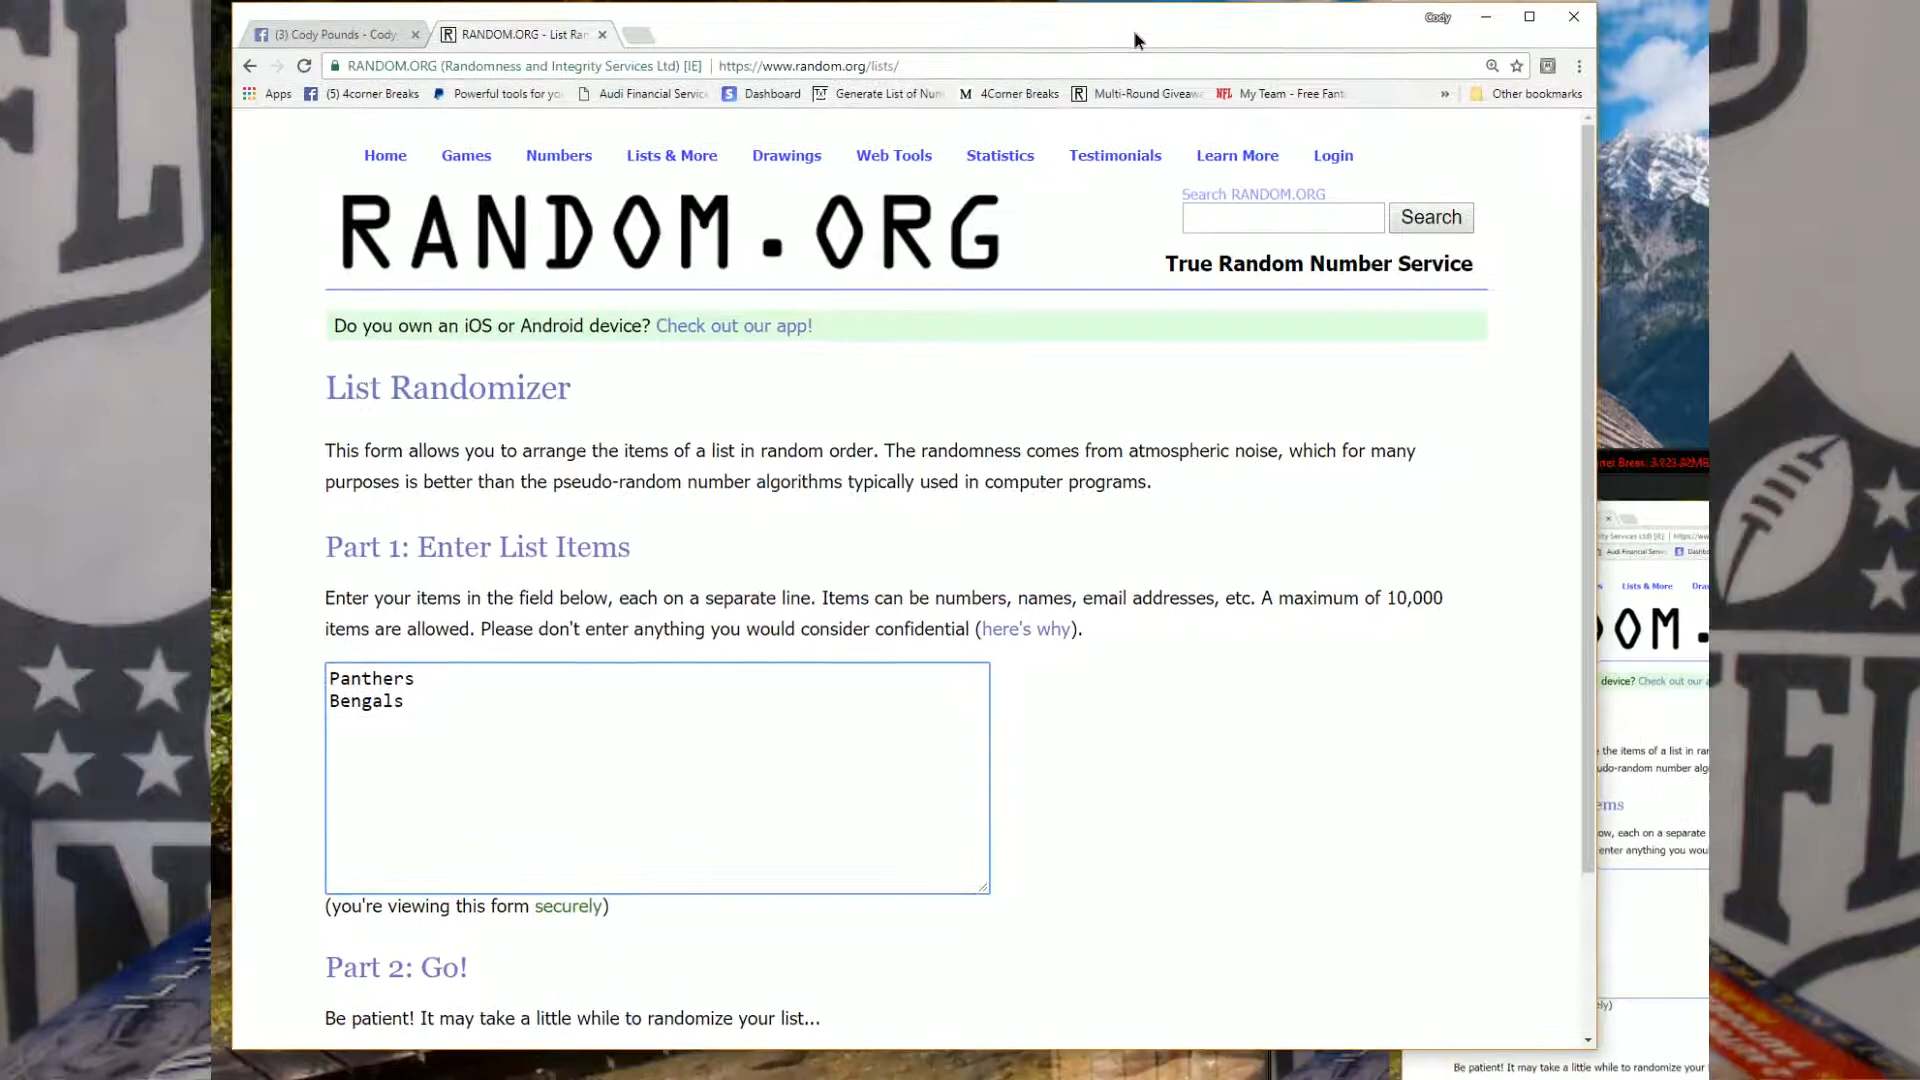 Cody
(3) Cody Pounds - Cody
RANDOM.ORG - List Ran
RANDOM.ORG (Randomness and Integrity Services Ltd) [IE] | https://www.random.org/lists/
Apps (5) 4corner Breaks Powerful tools for yo Audi Financial Servic Dashboard Generate List of Num 4Corner Breaks Multi-Round Giveaw My Team - Free Fant » Other bookmarks
Home Games Numbers Lists & More Drawings Web Tools Statistics Testimonials Learn More Login
RANDOM.ORG
Search RANDOM.ORG
Search
True Random Number Service
Do you own an iOS or Android device? Check out our app!
List Randomizer
This form allows you to arrange the items of a list in random order. The randomness comes from atmospheric noise, which for many
purposes is better than the pseudo-random number algorithms typically used in computer programs.
Part 1: Enter List Items
Enter your items in the field below, each on a separate line. Items can be numbers, names, email addresses, etc. A maximum of 10,000
items are allowed. Please don't enter anything you would consider confidential (here's why).
Panthers
Bengals
(you're viewing this form securely)
Part 2: Go!
Be patient! It may take a little while to randomize your list...
Lists & More
device? Check out our a
the items of a list in ran
udo-random number algo
ems
ow, each on a separate
enter anything you wou
ely)
Be patient! It may take a little while to randomize your